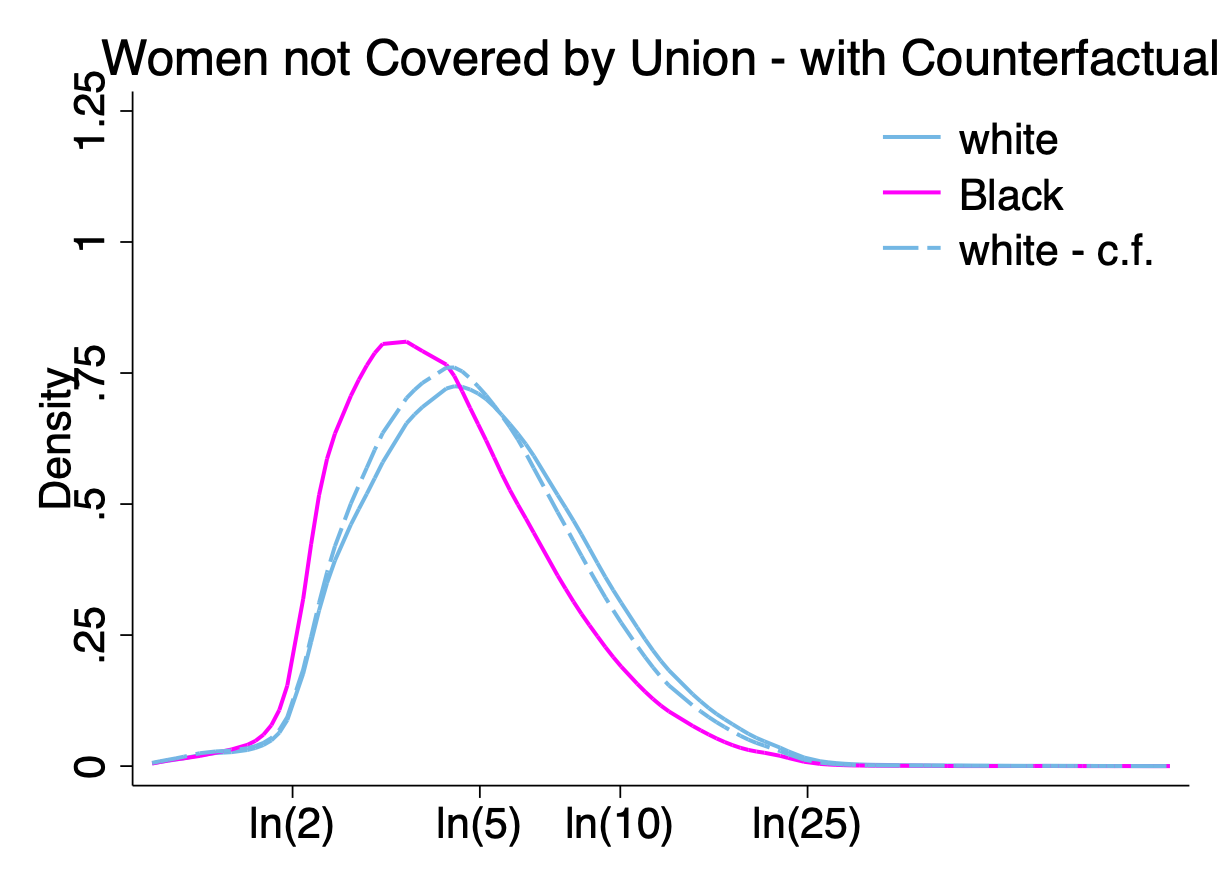 Women not Covered by Union - with Counterfactual
white
Black
white - c.f.
Density
1.25
1
.75
.5
.25
0
ln(2)
ln(5)
ln(10)
ln(25)